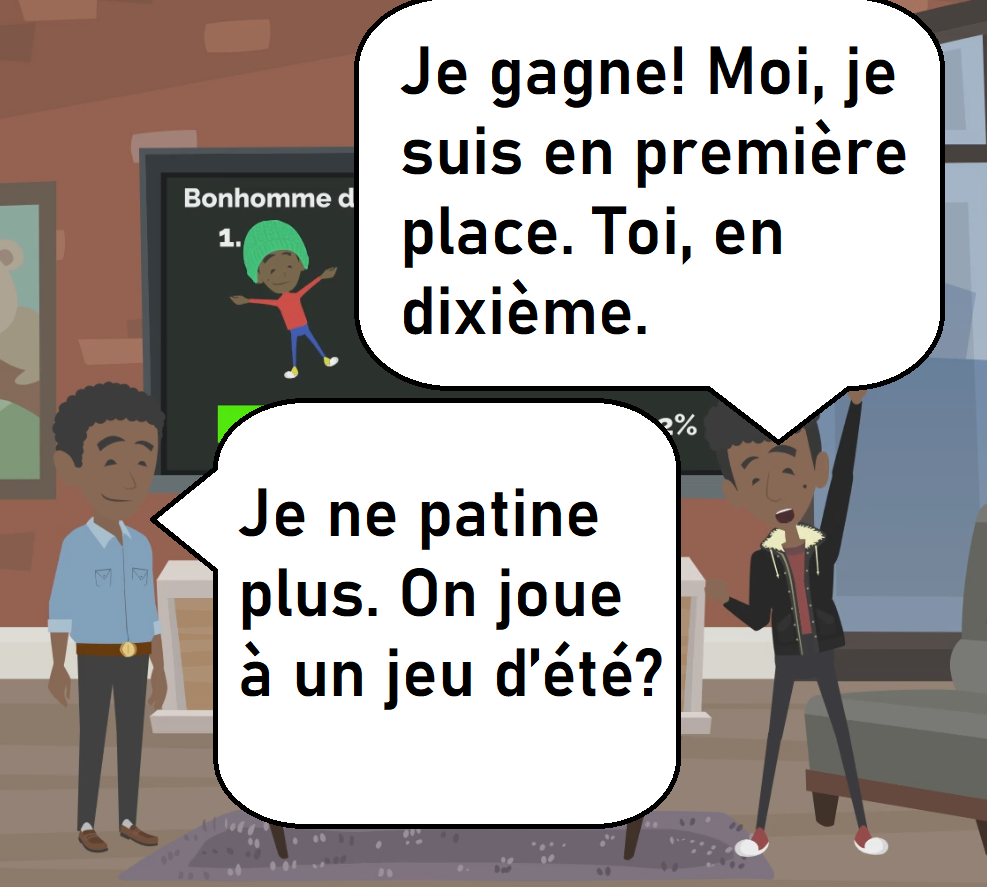 Je gagne! Moi, je
suis en première
place. Toi, en
dixième.
Bonhomme d
1.
2%
Je ne patine
plus. On joue
à un jeu d'été?